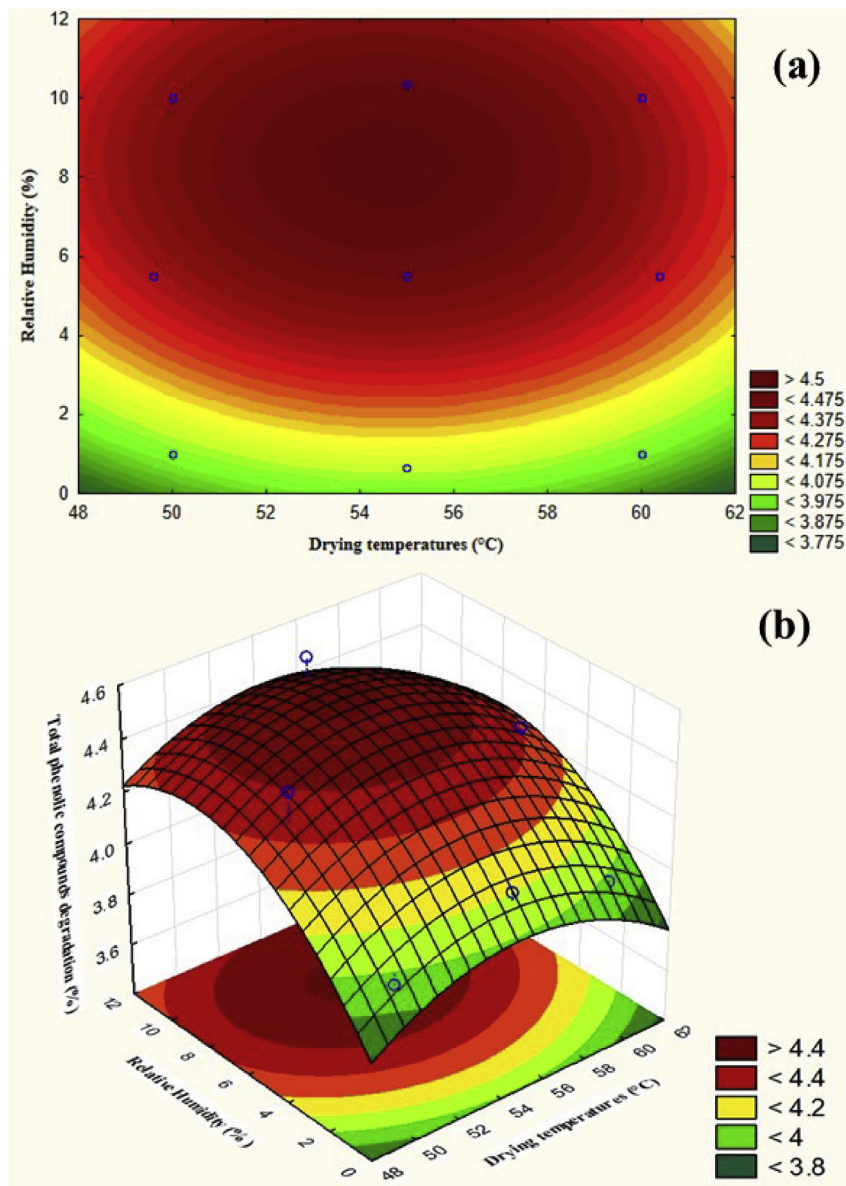 (a)
12
10
8
6
4
2
0
Relative Humidity (%)
48 50 52 54 56 58 60 62
Drying temperatures (°C)
> 4.5
< 4.475
< 4.375
< 4.275
< 4.175
< 4.075
< 3.975
< 3.875
< 3.775
(b)
4.6
4.4
4.2
4.0
3.8
3.6
Total phenolic compounds degradation (%)
12 10 8 6 4 2 0
Relative Humidity (%)
48 50 52 54 56 58 60 62
Drying temperatures (°C)
> 4.4
< 4.4
< 4.2
< 4
< 3.8